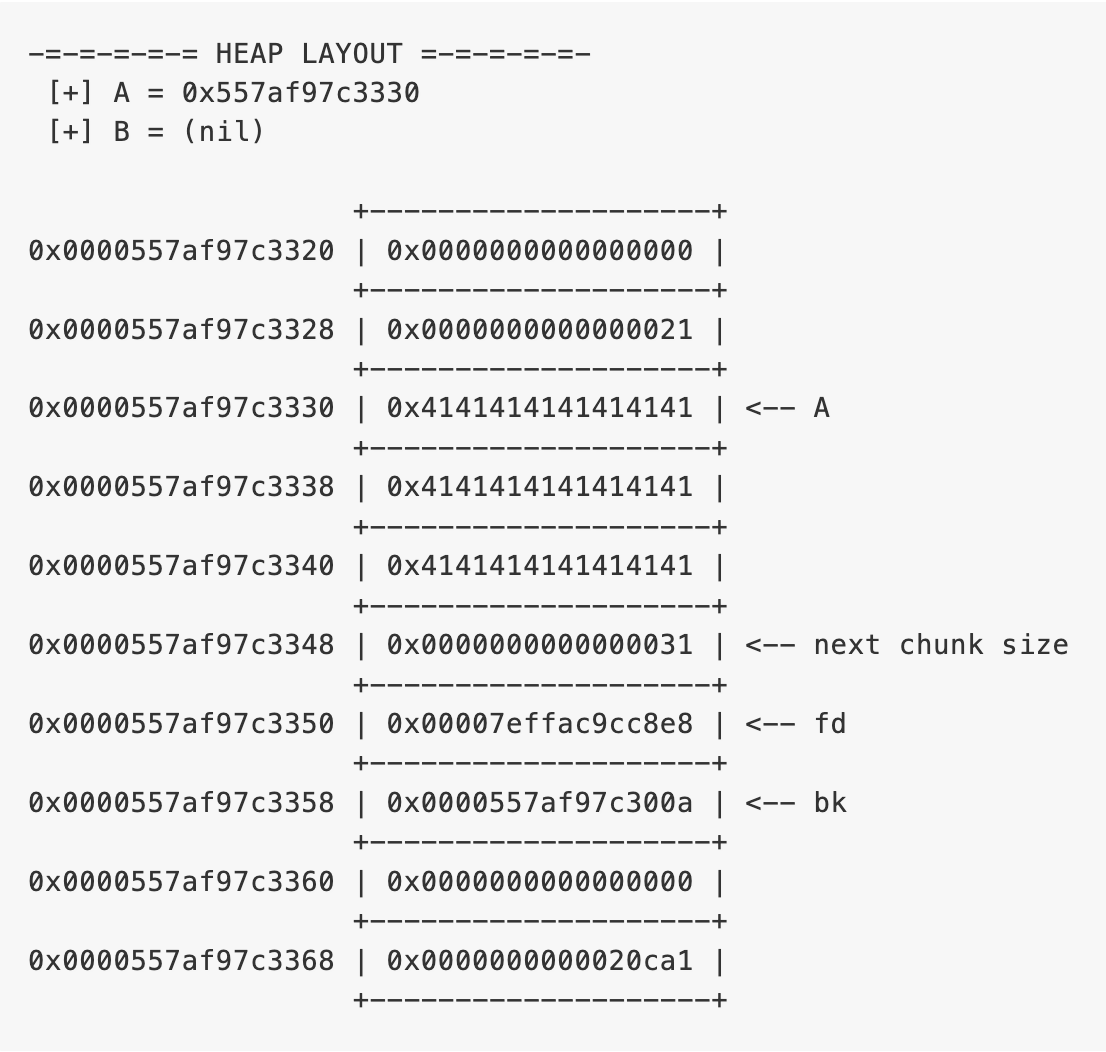 -=-=-=-=-= HEAP LAYOUT =-=-=-=-=-
[+] A = 0x557af97c3330
[+] B = (nil)
+--------------------+
0x0000557af97c3320 | 0x0000000000000000 |
+--------------------+
0x0000557af97c3328 | 0x0000000000000021 |
+--------------------+
0x0000557af97c3330 | 0x4141414141414141 | <-- A
+--------------------+
0x0000557af97c3338 | 0x4141414141414141 |
+--------------------+
0x0000557af97c3340 | 0x4141414141414141 |
+--------------------+
0x0000557af97c3348 | 0x0000000000000031 | <-- next chunk size
+--------------------+
0x0000557af97c3350 | 0x00007effac9cc8e8 | <-- fd
+--------------------+
0x0000557af97c3358 | 0x0000557af97c300a | <-- bk
+--------------------+
0x0000557af97c3360 | 0x0000000000000000 |
+--------------------+
0x0000557af97c3368 | 0x0000000000020ca1 |
+--------------------+